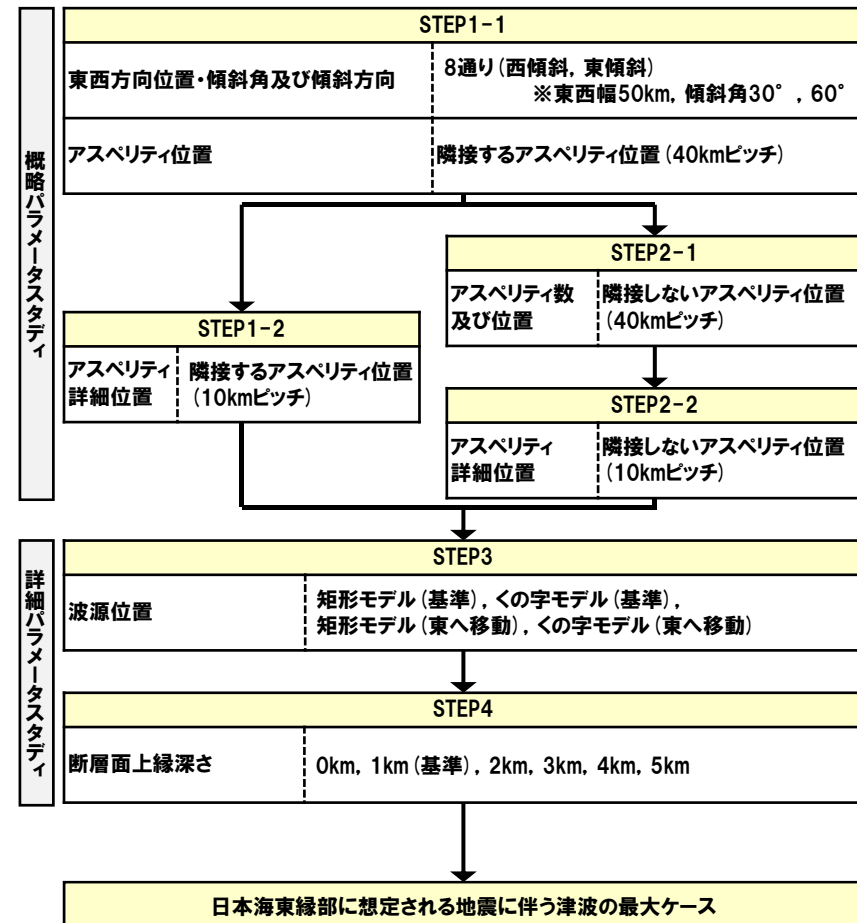 概略パラメータスタディ
STEP1-1
東西方向位置・傾斜角及び傾斜方向
8通り(西傾斜, 東傾斜)
※東西幅50km, 傾斜角30°, 60°
アスペリティ位置
隣接するアスペリティ位置(40kmピッチ)
STEP1-2
アスペリティ
詳細位置
隣接するアスペリティ位置
(10kmピッチ)
STEP2-1
アスペリティ数
及び位置
隣接しないアスペリティ位置
(40kmピッチ)
STEP2-2
アスペリティ
詳細位置
隣接しないアスペリティ位置
(10kmピッチ)
詳細パラメータスタディ
STEP3
波源位置
矩形モデル(基準), くの字モデル(基準),
矩形モデル(東へ移動), くの字モデル(東へ移動)
STEP4
断層面上縁深さ
0km, 1km(基準), 2km, 3km, 4km, 5km
日本海東縁部に想定される地震に伴う津波の最大ケース